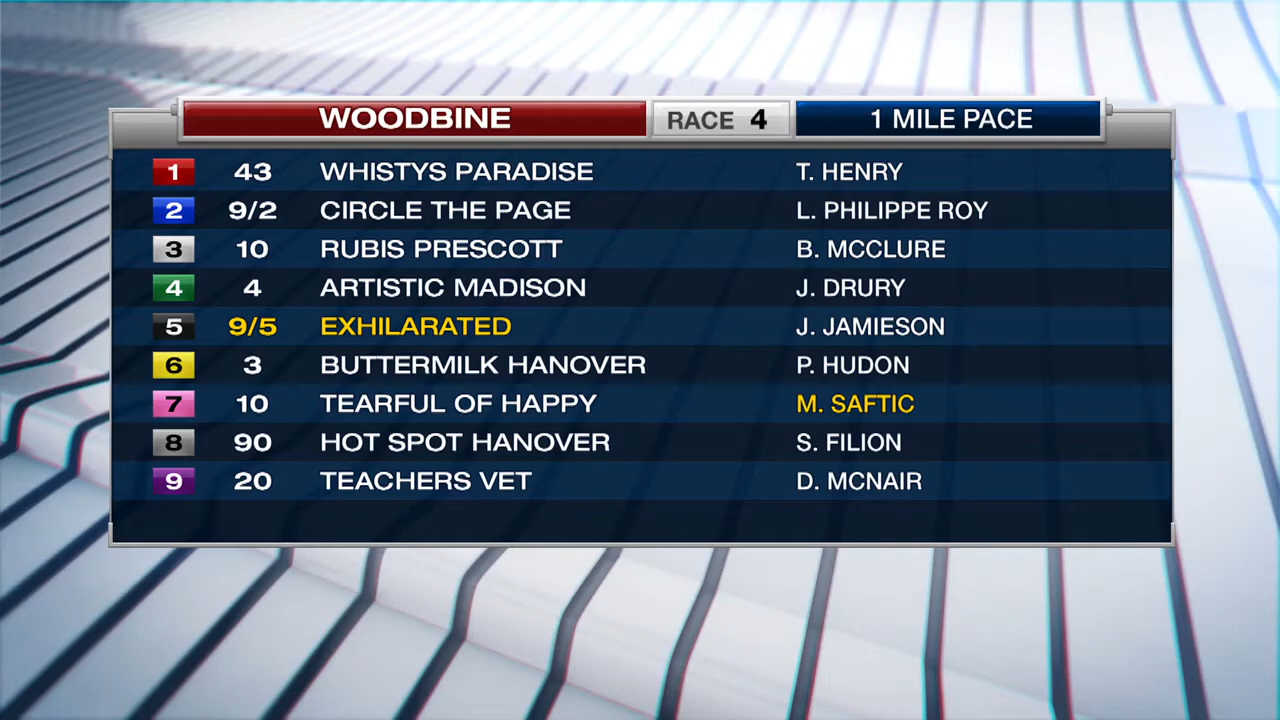 WOODBINE RACE 4 1 MILE PACE
1 43 WHISTYS PARADISE T. HENRY
2 9/2 CIRCLE THE PAGE L. PHILIPPE ROY
3 10 RUBIS PRESCOTT B. MCCLURE
4 4 ARTISTIC MADISON J. DRURY
5 9/5 EXHILARATED J. JAMIESON
6 3 BUTTERMILK HANOVER P. HUDON
7 10 TEARFUL OF HAPPY M. SAFTIC
8 90 HOT SPOT HANOVER S. FILION
9 20 TEACHERS VET D. MCNAIR